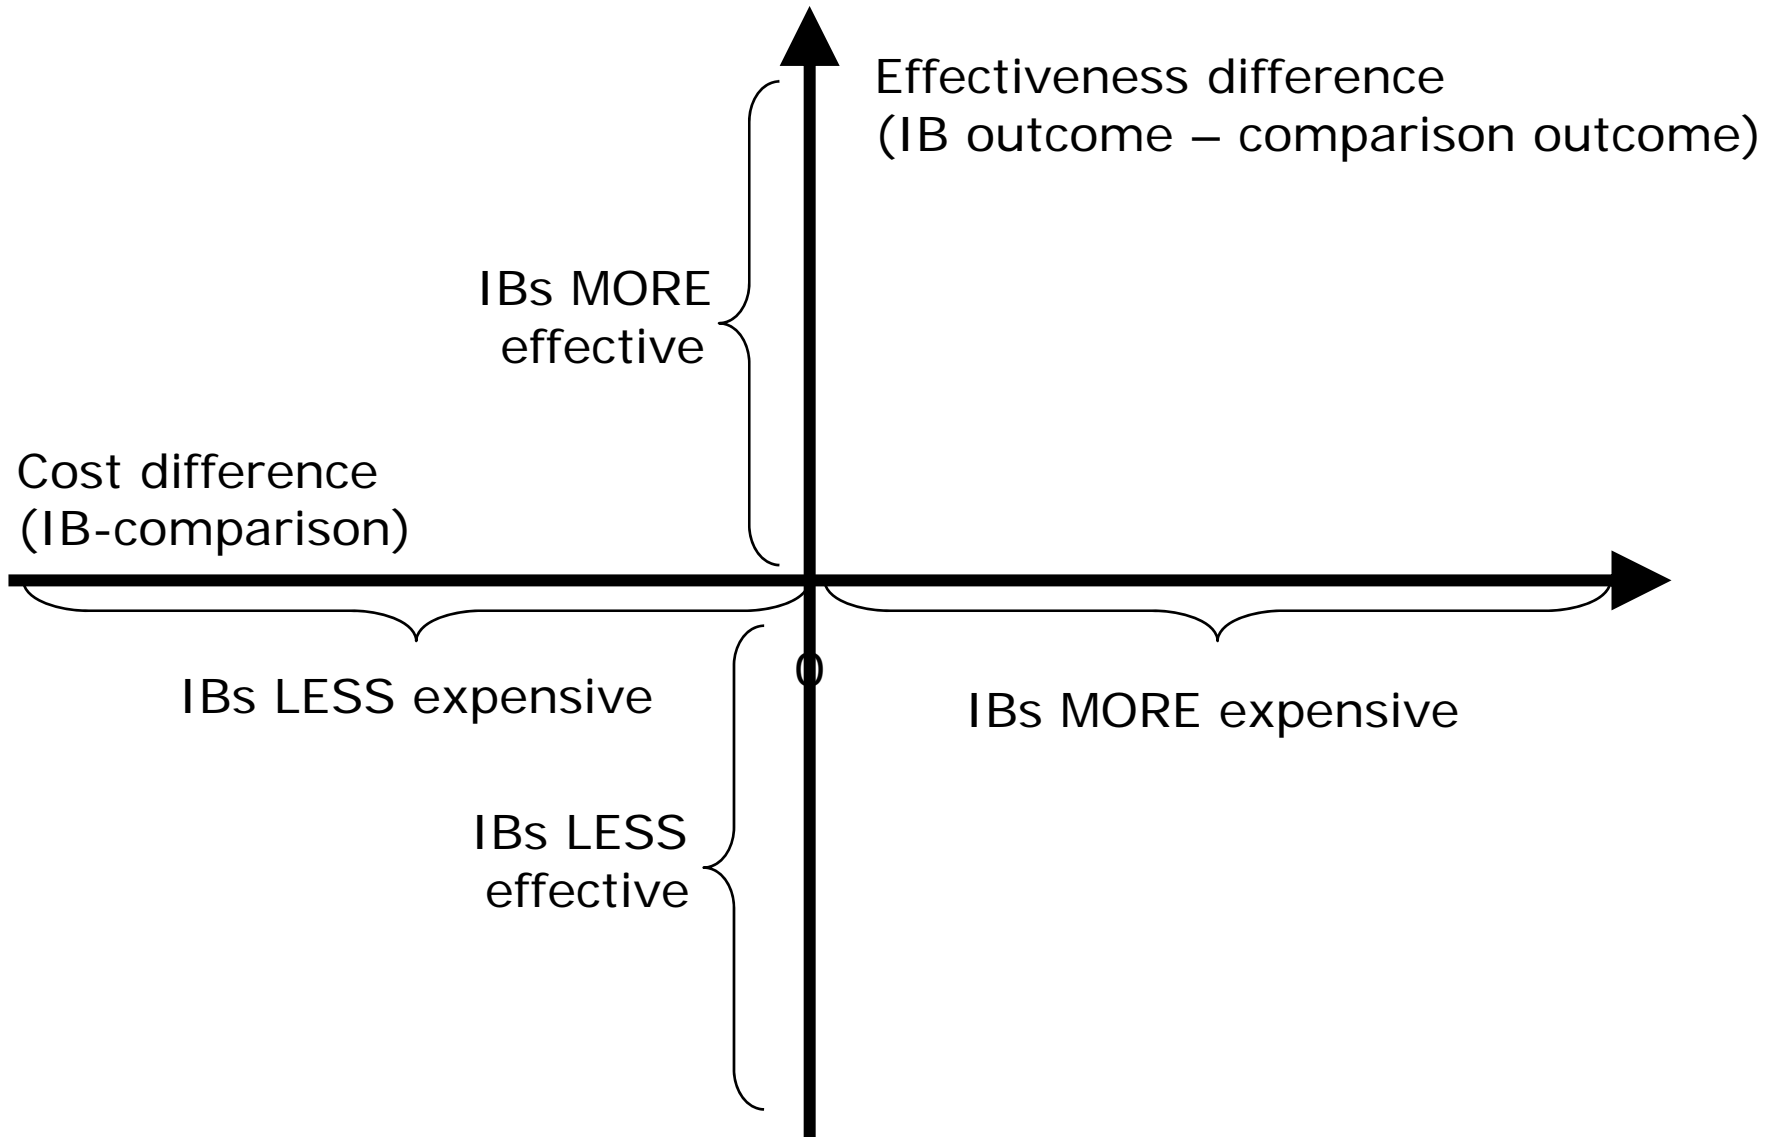 Effectiveness difference
(IB outcome – comparison outcome)
IBs MORE
effective
Cost difference
(IB-comparison)
0
IBs LESS expensive
IBs MORE expensive
IBs LESS
effective